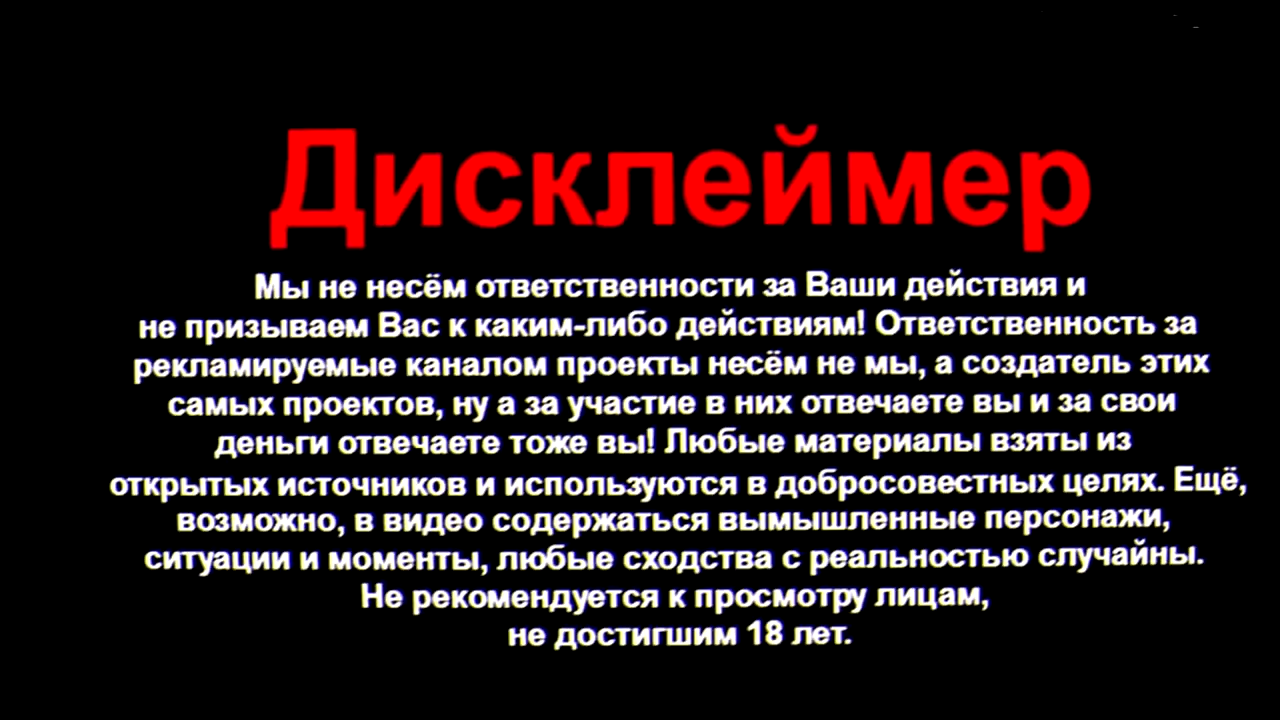 Дисклеймер
Мы не несём ответственности за Ваши действия и
не призываем Вас к каким-либо действиям! Ответственность за
рекламируемые каналом проекты несём не мы, а создатель этих
самых проектов, ну а за участие в них отвечаете вы и за свои
деньги отвечаете тоже вы! Любые материалы взяты из
открытых источников и используются в добросовестных целях. Ещё,
возможно, в видео содержаться вымышленные персонажи,
ситуации и моменты, любые сходства с реальностью случайны.
Не рекомендуется к просмотру лицам,
не достигшим 18 лет.